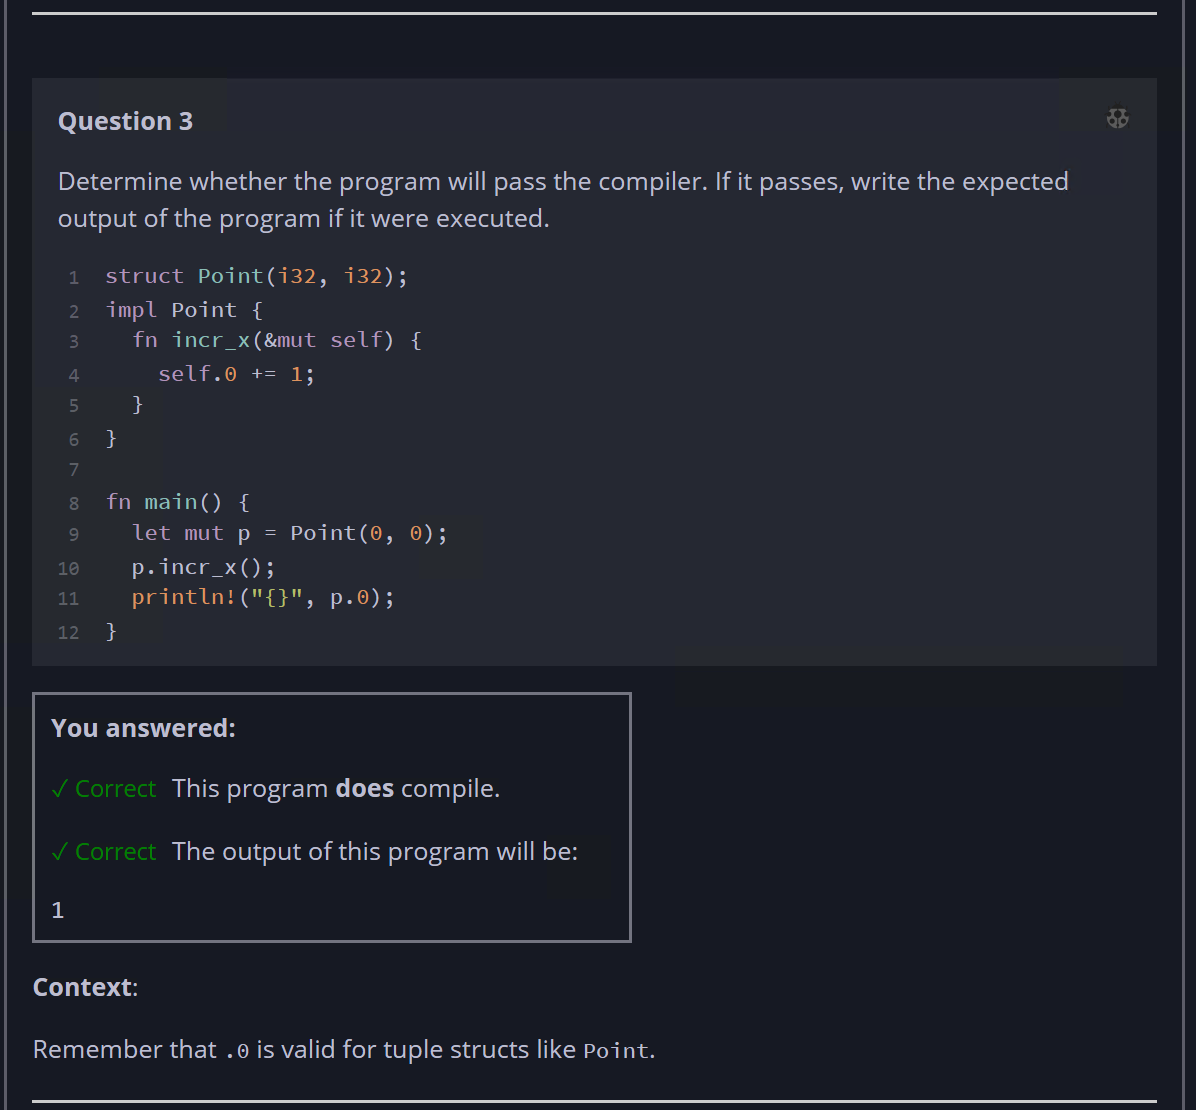 Question 3
Determine whether the program will pass the compiler. If it passes, write the expected
output of the program if it were executed.
1 struct Point(i32, i32);
2 impl Point {
3   fn incr_x(&mut self) {
4     self.0 += 1;
5   }
6 }
7
8 fn main() {
9   let mut p = Point(0, 0);
10   p.incr_x();
11   println!("{}", p.0);
12 }
You answered:
✓ Correct This program does compile.
✓ Correct The output of this program will be:
1
Context:
Remember that .0 is valid for tuple structs like Point.